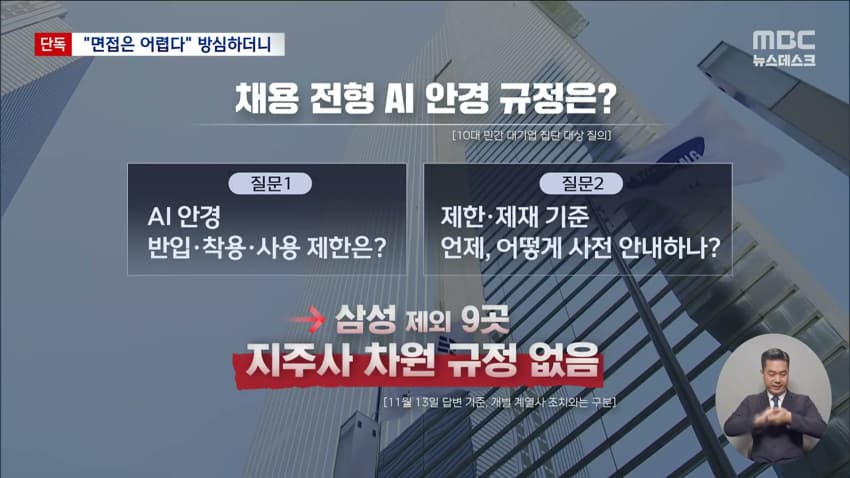 단독 "면접은 어렵다" 방심하더니
MBC
뉴스데스크
채용 전형 AI 안경 규정은?
[10대 민간 대기업 집단 대상 질의]
질문1
AI 안경
반입·착용·사용 제한은?
질문2
제한·제재 기준
언제, 어떻게 사전 안내하나?
삼성 제외 9곳
지주사 차원 규정 없음
[11월 13일 답변 기준, 개별 계열사 조치와는 구분]